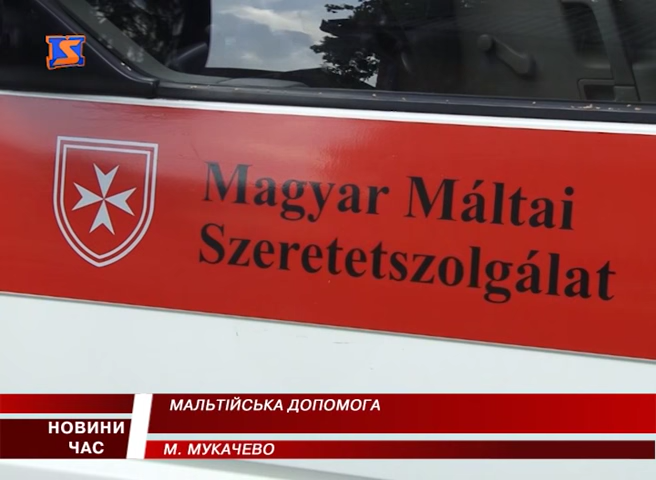 Magyar Máltai
Szeretetszolgálat
МАЛЬТІЙСЬКА ДОПОМОГА
НОВИНИ
ЧАС
М. МУКАЧЕВО